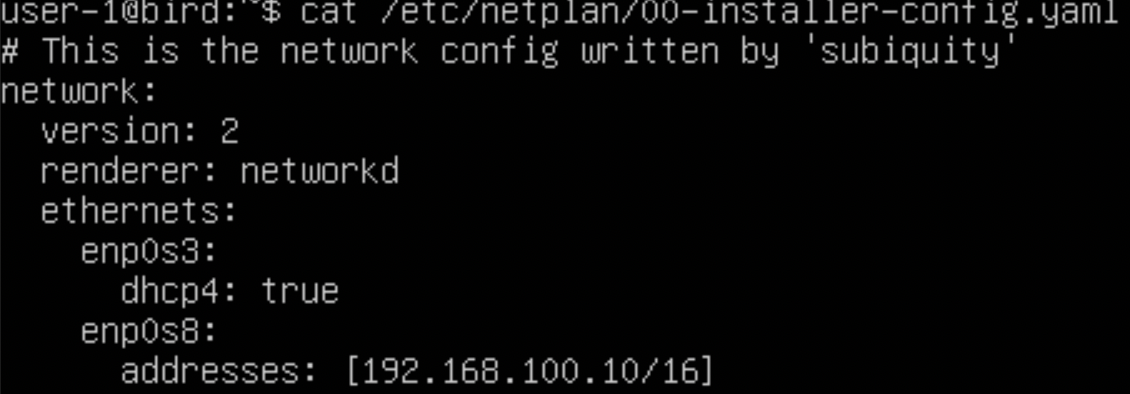 user-1@bird:~$ cat /etc/netplan/00-installer-config.yaml
# This is the network config written by 'subiquity'
network:
  version: 2
  renderer: networkd
  ethernets:
    enp0s3:
      dhcp4: true
    enp0s8:
      addresses: [192.168.100.10/16]